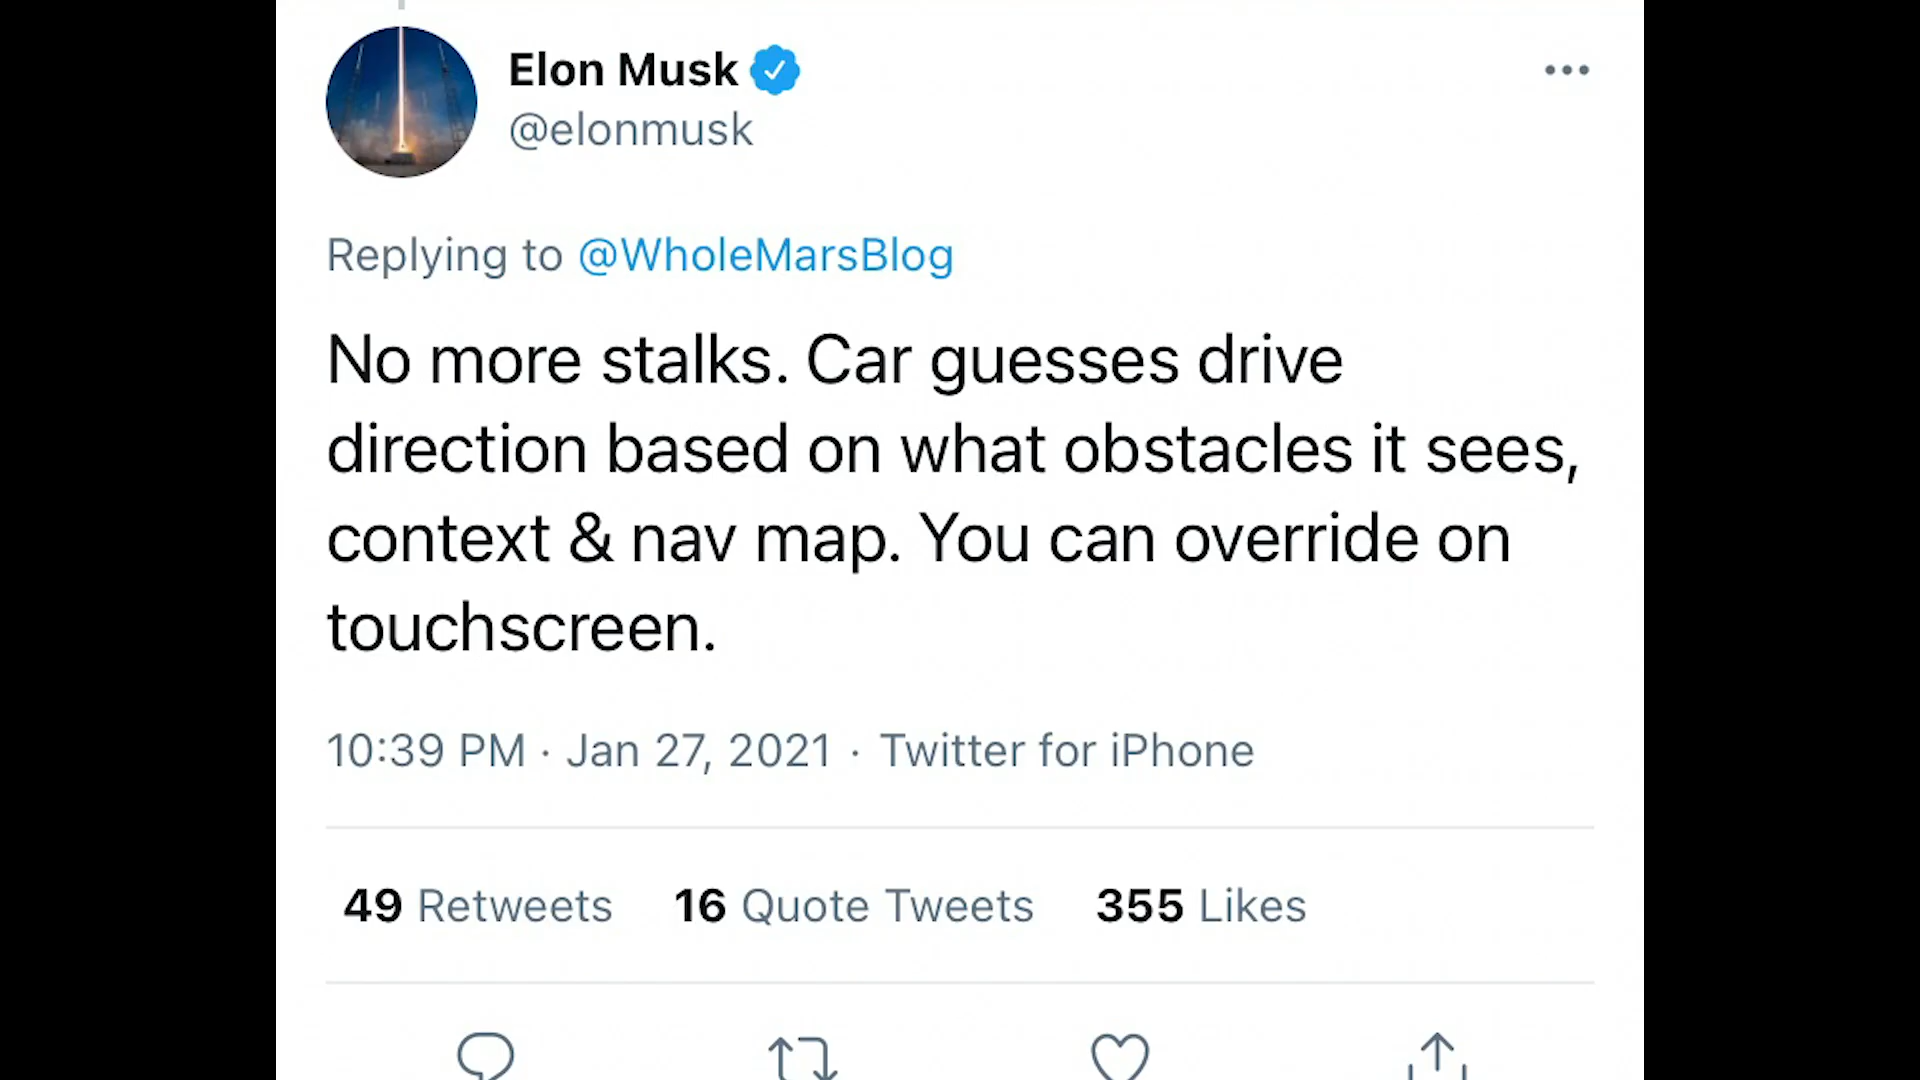 Elon Musk
@elonmusk
Replying to @WholeMarsBlog
No more stalks. Car guesses drive
direction based on what obstacles it sees,
context & nav map. You can override on
touchscreen.
10:39 PM · Jan 27, 2021 · Twitter for iPhone
49 Retweets 16 Quote Tweets 355 Likes